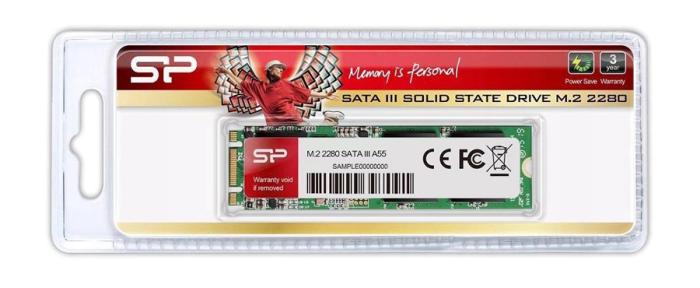 SP
Memory is Personal
3
year
Power Save Warranty
SATA III SOLID STATE DRIVE M.2 2280
SP
M.2 2280 SATA III A55
SAMPLE00000000
Warranty void
if removed
CE FC